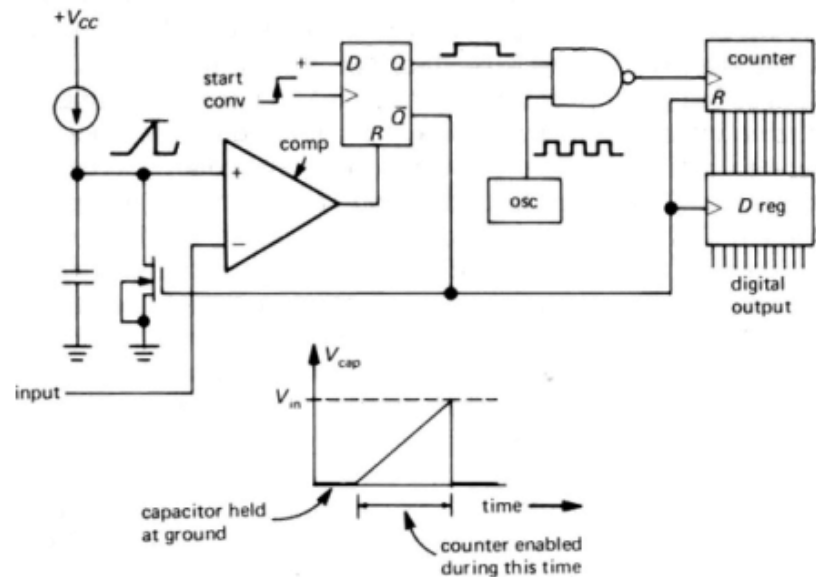 +V_CC
start
conv
+
D
Q
Q̄
R
comp
+
−
osc
counter
R
D reg
digital
output
input
V_cap
V_in
capacitor held
at ground
time
counter enabled
during this time